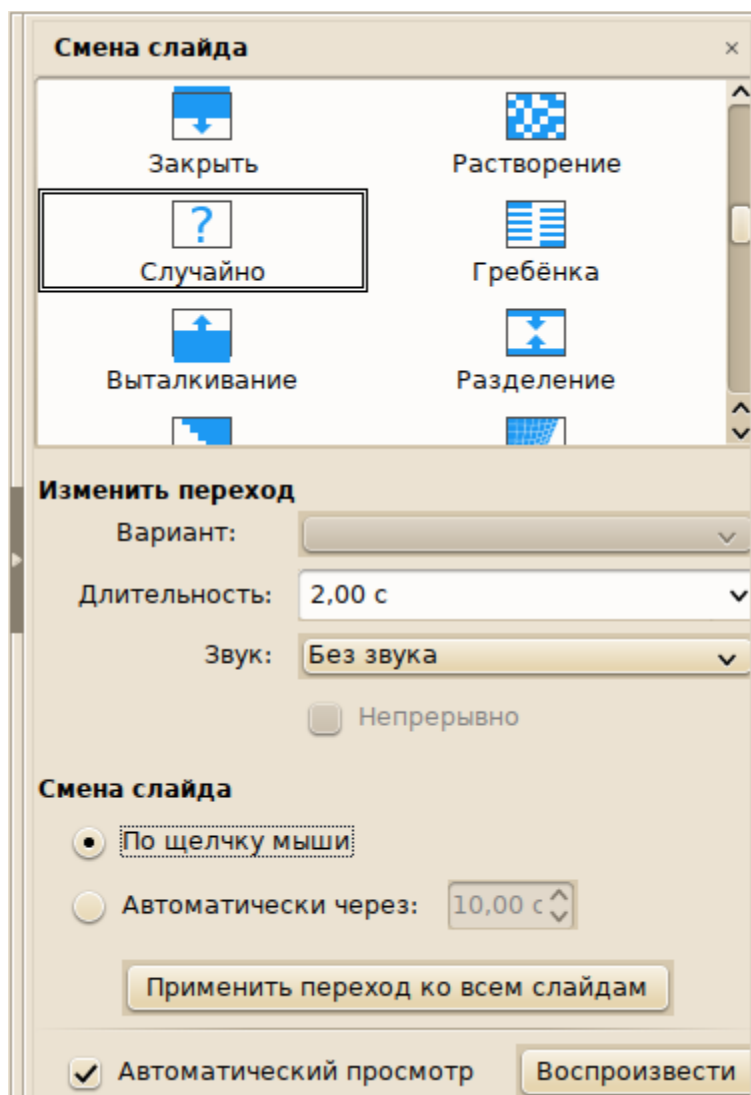 Смена слайда ×
Закрыть Растворение
?
Случайно Гребёнка
Выталкивание Разделение
Изменить переход
Вариант:
Длительность: 2,00 с
Звук: Без звука
Непрерывно
Смена слайда
По щелчку мыши
Автоматически через: 10,00 с
Применить переход ко всем слайдам
Автоматический просмотр Воспроизвести